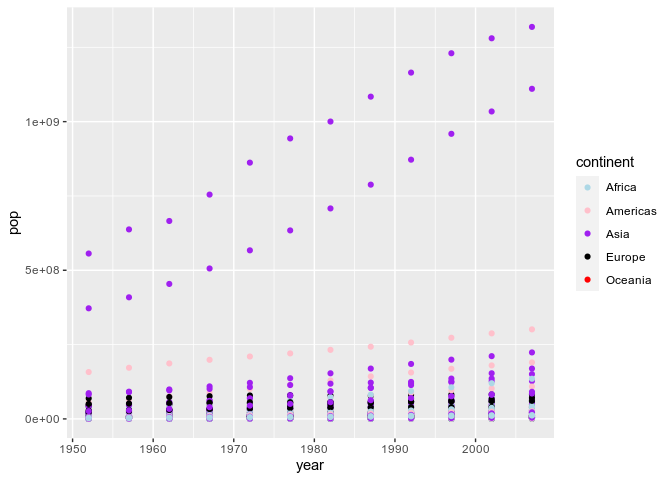 1e+09
5e+08
0e+00
pop
1950
1960
1970
1980
1990
2000
year
continent
Africa
Americas
Asia
Europe
Oceania